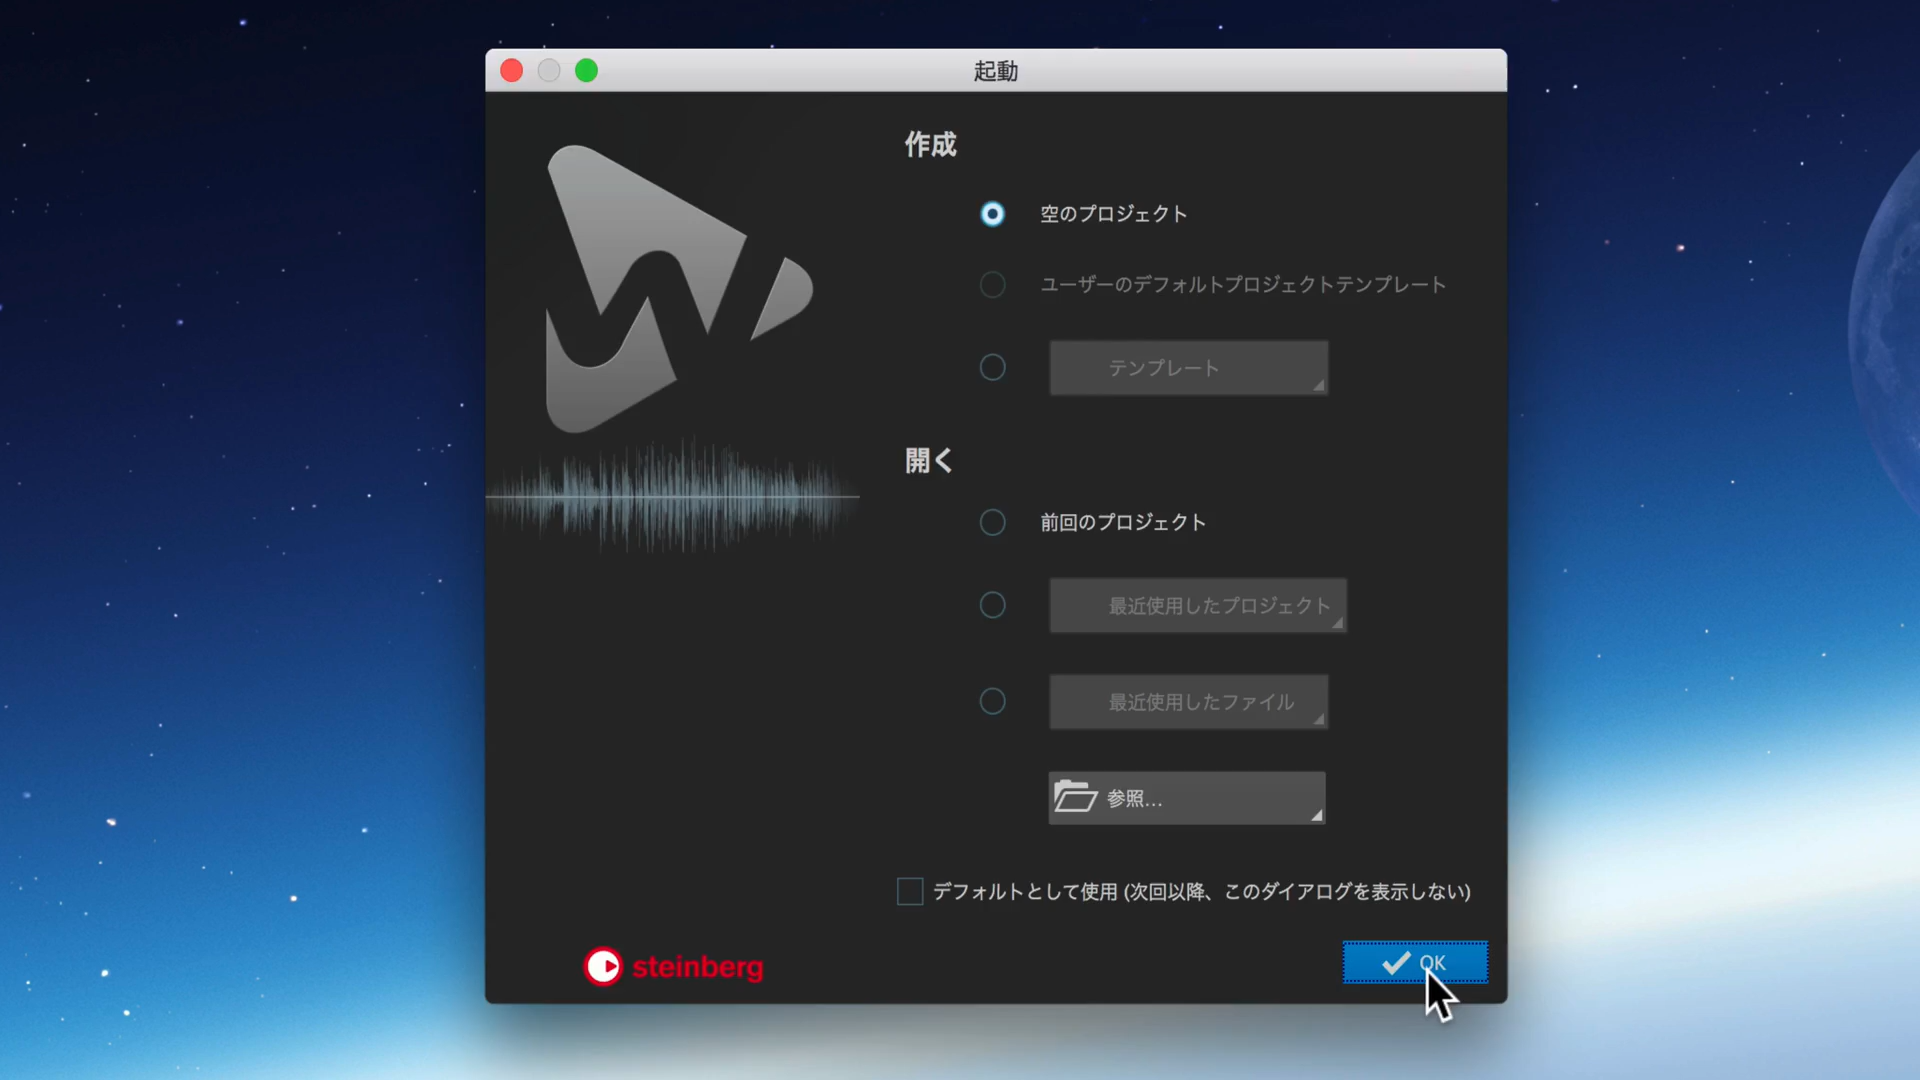 起動
作成
空のプロジェクト
ユーザーのデフォルトプロジェクトテンプレート
テンプレート
開く
前回のプロジェクト
最近使用したプロジェクト
最近使用したファイル
参照...
デフォルトとして使用 (次回以降、このダイアログを表示しない)
steinberg
OK